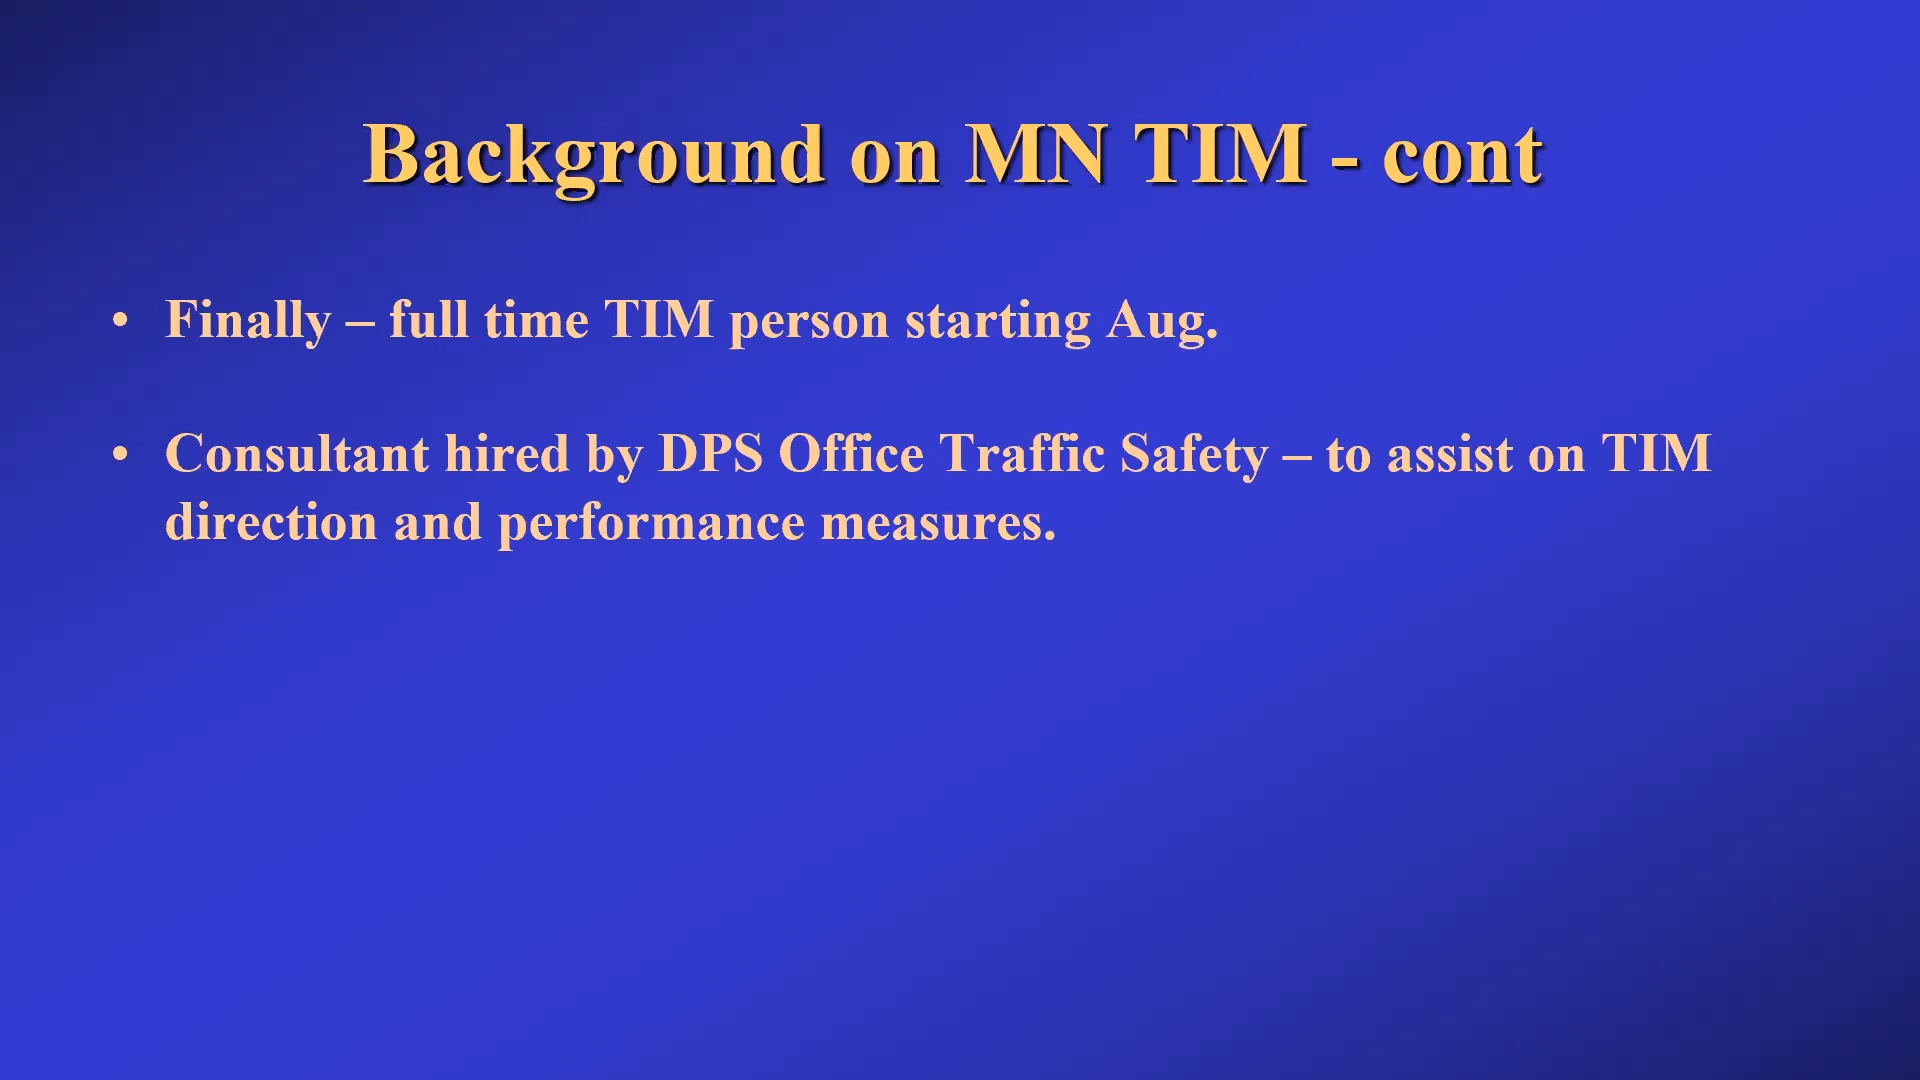 Background on MN TIM - cont
• Finally – full time TIM person starting Aug.
• Consultant hired by DPS Office Traffic Safety – to assist on TIM
direction and performance measures.